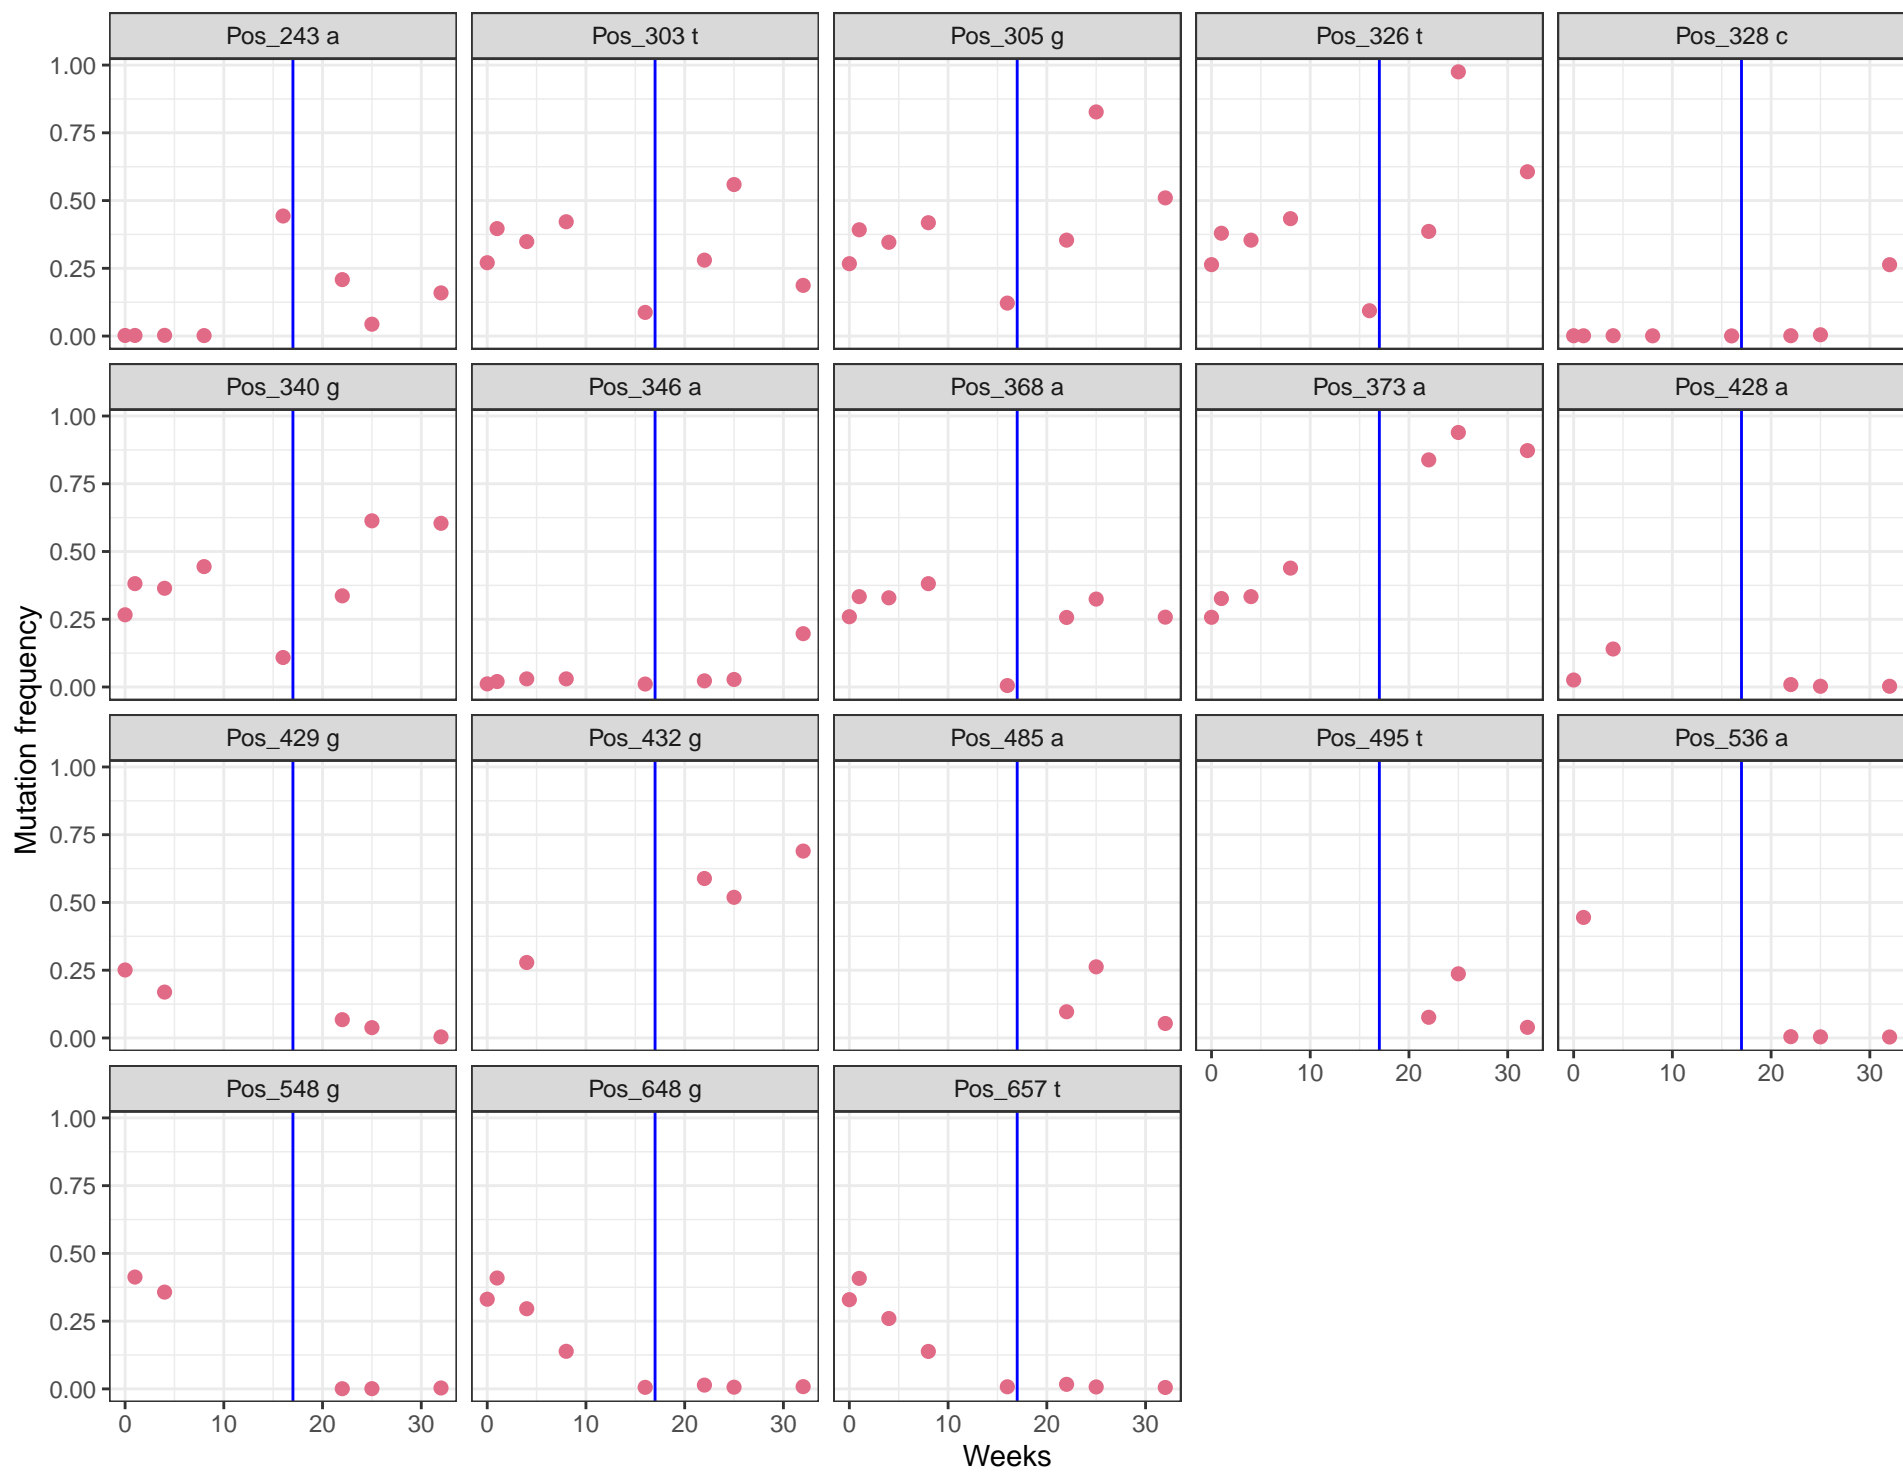 Pos_243 a Pos_303 t Pos_305 g Pos_326 t Pos_328 c
1.00
0.75
0.50
0.25
0.00
Pos_340 g Pos_346 a Pos_368 a Pos_373 a Pos_428 a
1.00
0.75
0.50
0.25
0.00
Mutation frequency
Pos_429 g Pos_432 g Pos_485 a Pos_495 t Pos_536 a
1.00
0.75
0.50
0.25
0.00
0 10 20 30 0 10 20 30
Pos_548 g Pos_648 g Pos_657 t
1.00
0.75
0.50
0.25
0.00
0 10 20 30 0 10 20 30 0 10 20 30
Weeks